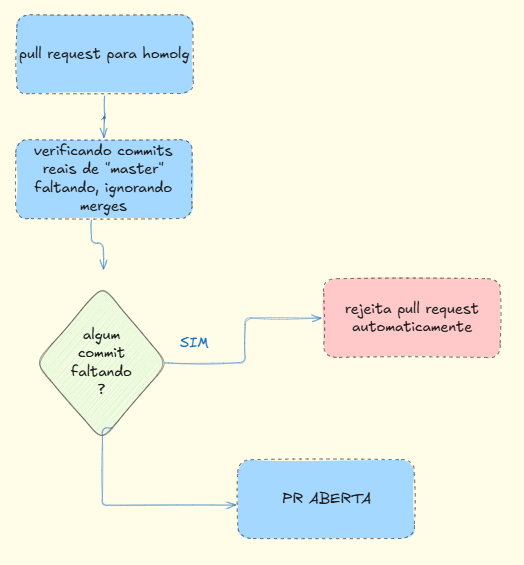 pull request para homolg
verificando commits
reais de "master"
faltando, ignorando
merges
algum
commit
faltando
?
SIM
rejeita pull request
automaticamente
PR ABERTA